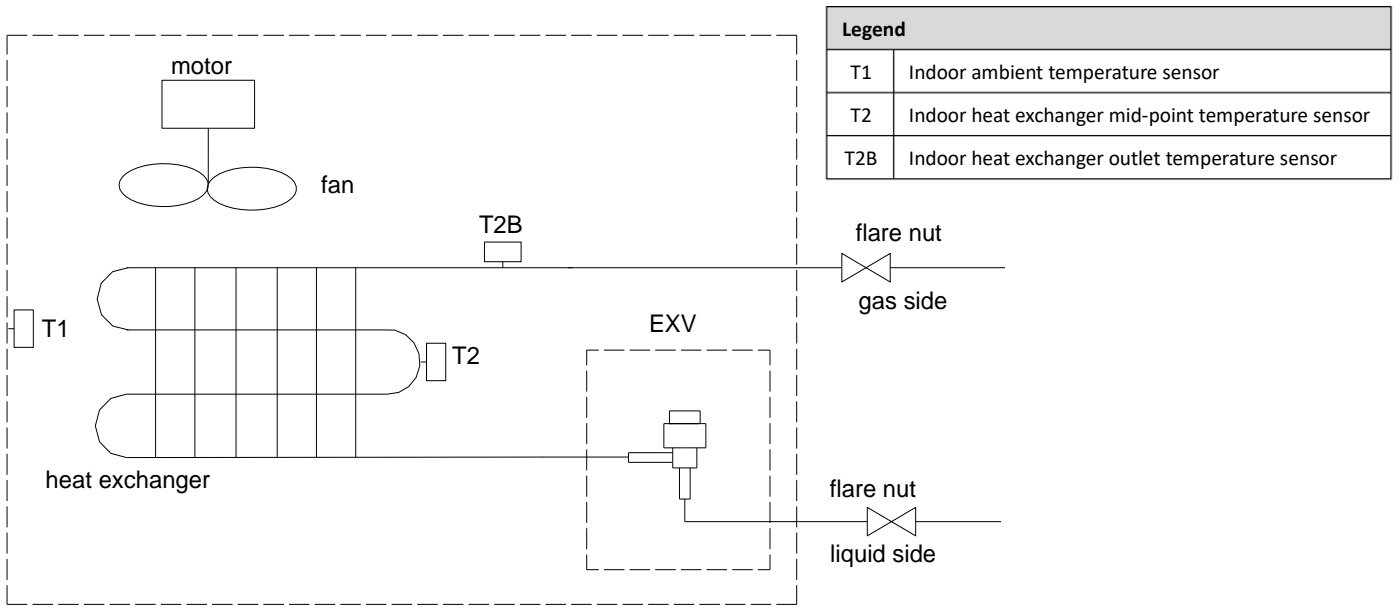 Legend
T1 Indoor ambient temperature sensor
T2 Indoor heat exchanger mid-point temperature sensor
T2B Indoor heat exchanger outlet temperature sensor
motor
fan
T2B
flare nut
gas side
T1
T2
EXV
heat exchanger
flare nut
liquid side